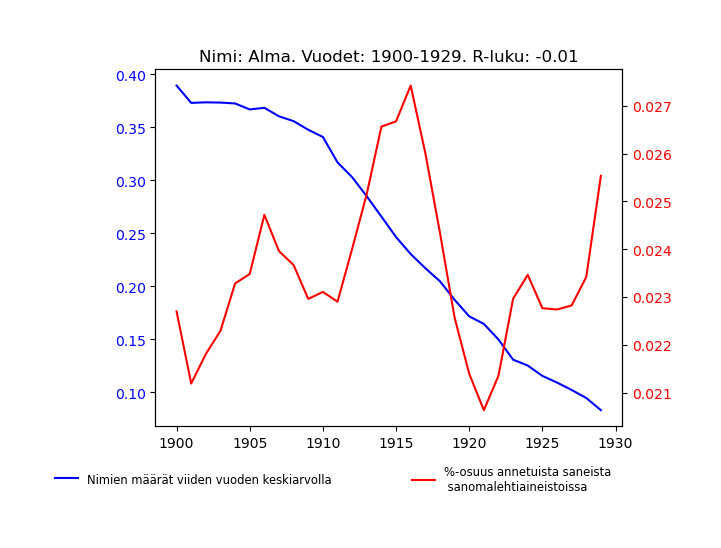 Nimi: Alma. Vuodet: 1900-1929. R-luku: -0.01
0.40
0.35
0.30
0.25
0.20
0.15
0.10
0.027
0.026
0.025
0.024
0.023
0.022
0.021
1900 1905 1910 1915 1920 1925 1930
Nimien määrät viiden vuoden keskiarvolla
%-osuus annetuista saneista
sanomalehtiaineistoissa